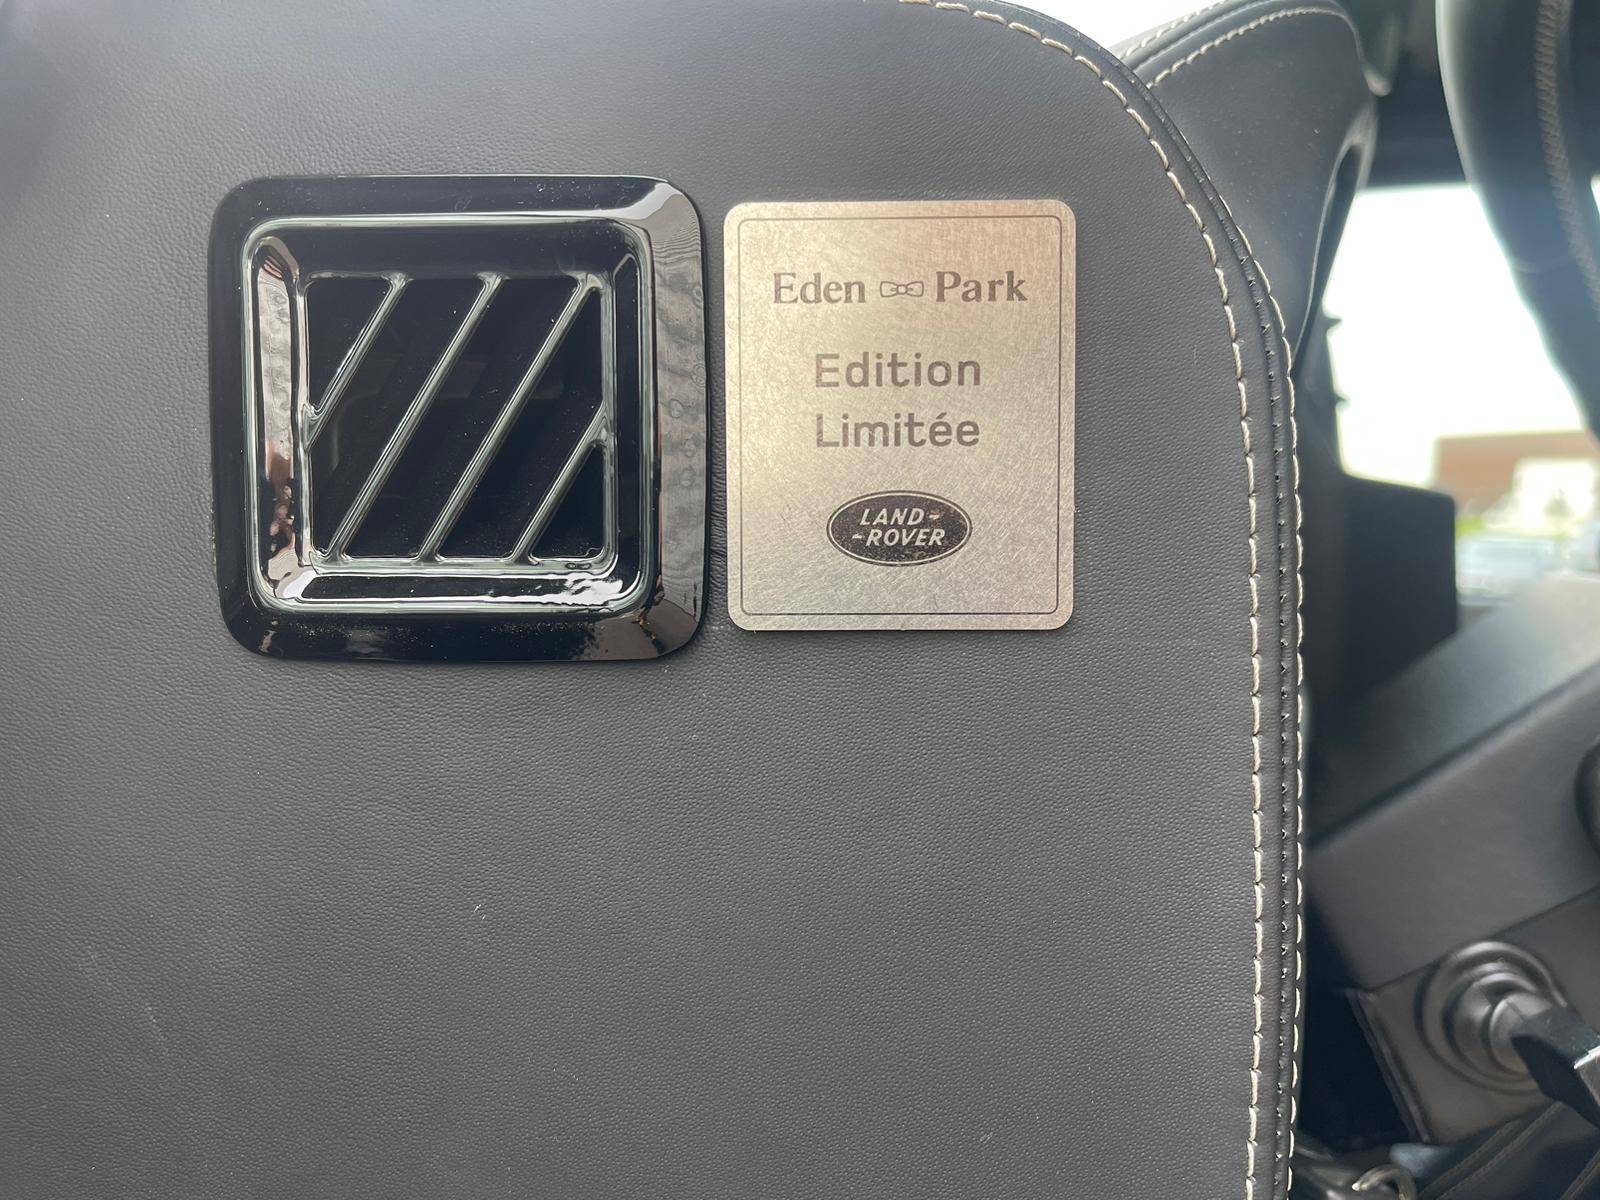 Eden Park
Edition
Limitée
LAND-
-ROVER